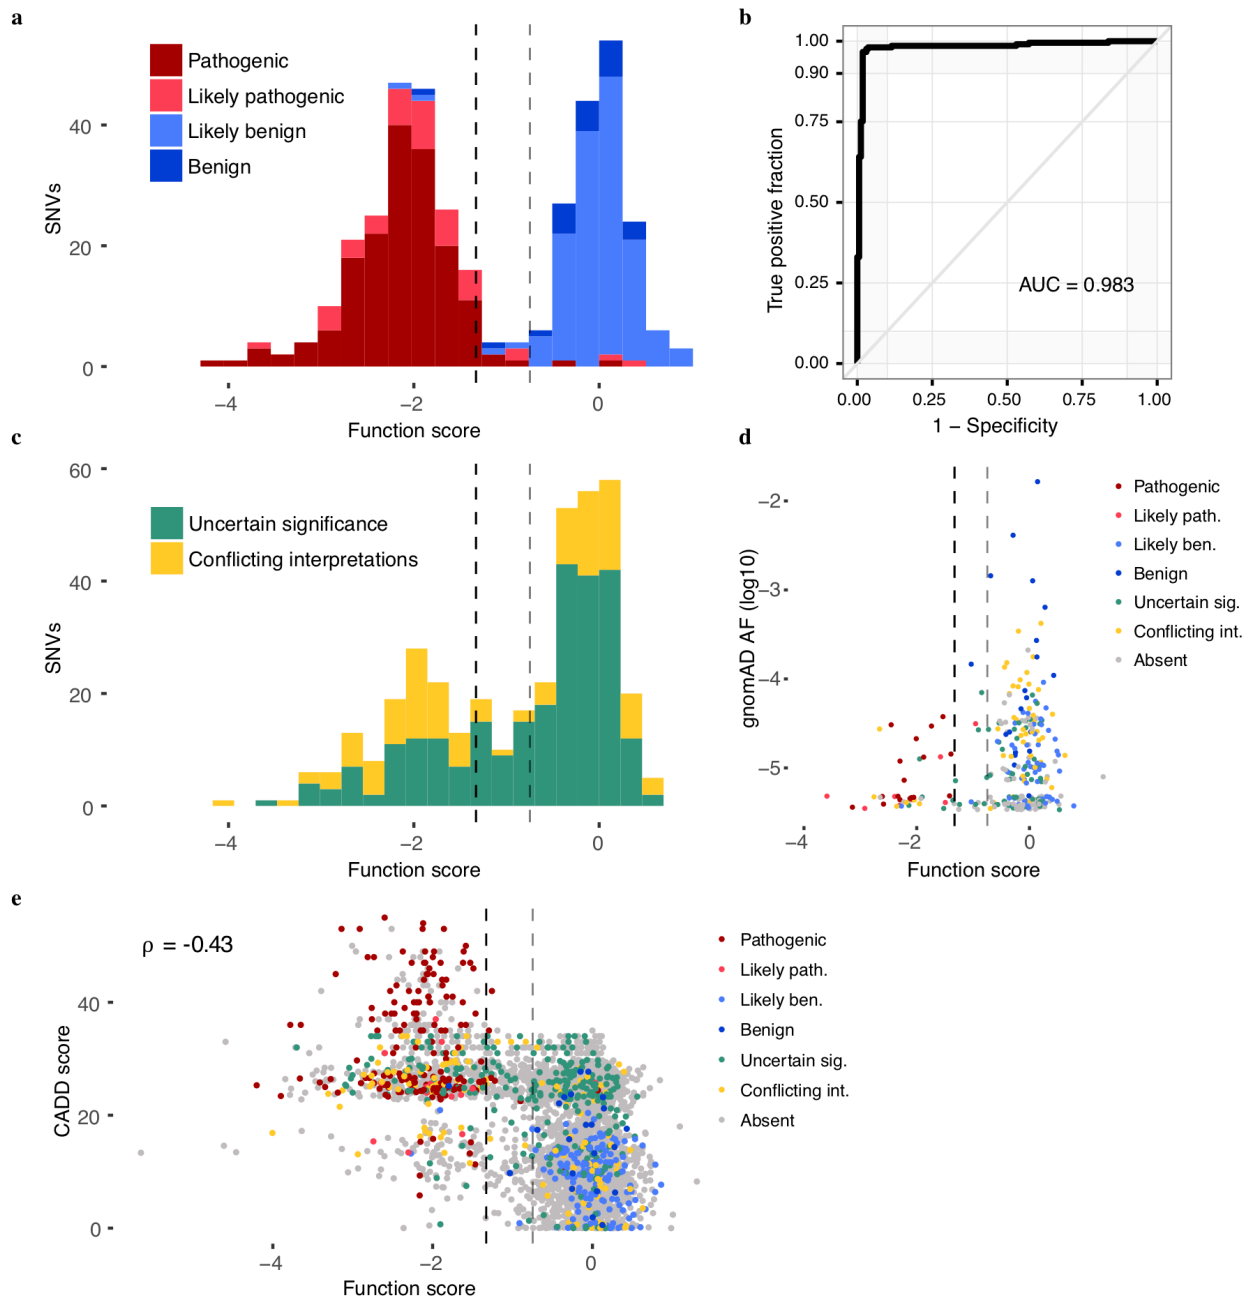 a
Pathogenic
Likely pathogenic
Likely benign
Benign
SNVs
40
20
0
−4
−2
0
Function score
b
True positive fraction
1.00
0.90
0.75
0.50
0.25
0.00
AUC = 0.983
0.00
0.25
0.50
0.75
1.00
1 − Specificity
c
SNVs
60
40
20
0
Uncertain significance
Conflicting interpretations
−4
−2
0
Function score
d
gnomAD AF (log10)
−2
−3
−4
−5
−4
−2
0
Function score
Pathogenic
Likely path.
Likely ben.
Benign
Uncertain sig.
Conflicting int.
Absent
e
ρ = -0.43
CADD score
40
20
0
−4
−2
0
Function score
Pathogenic
Likely path.
Likely ben.
Benign
Uncertain sig.
Conflicting int.
Absent